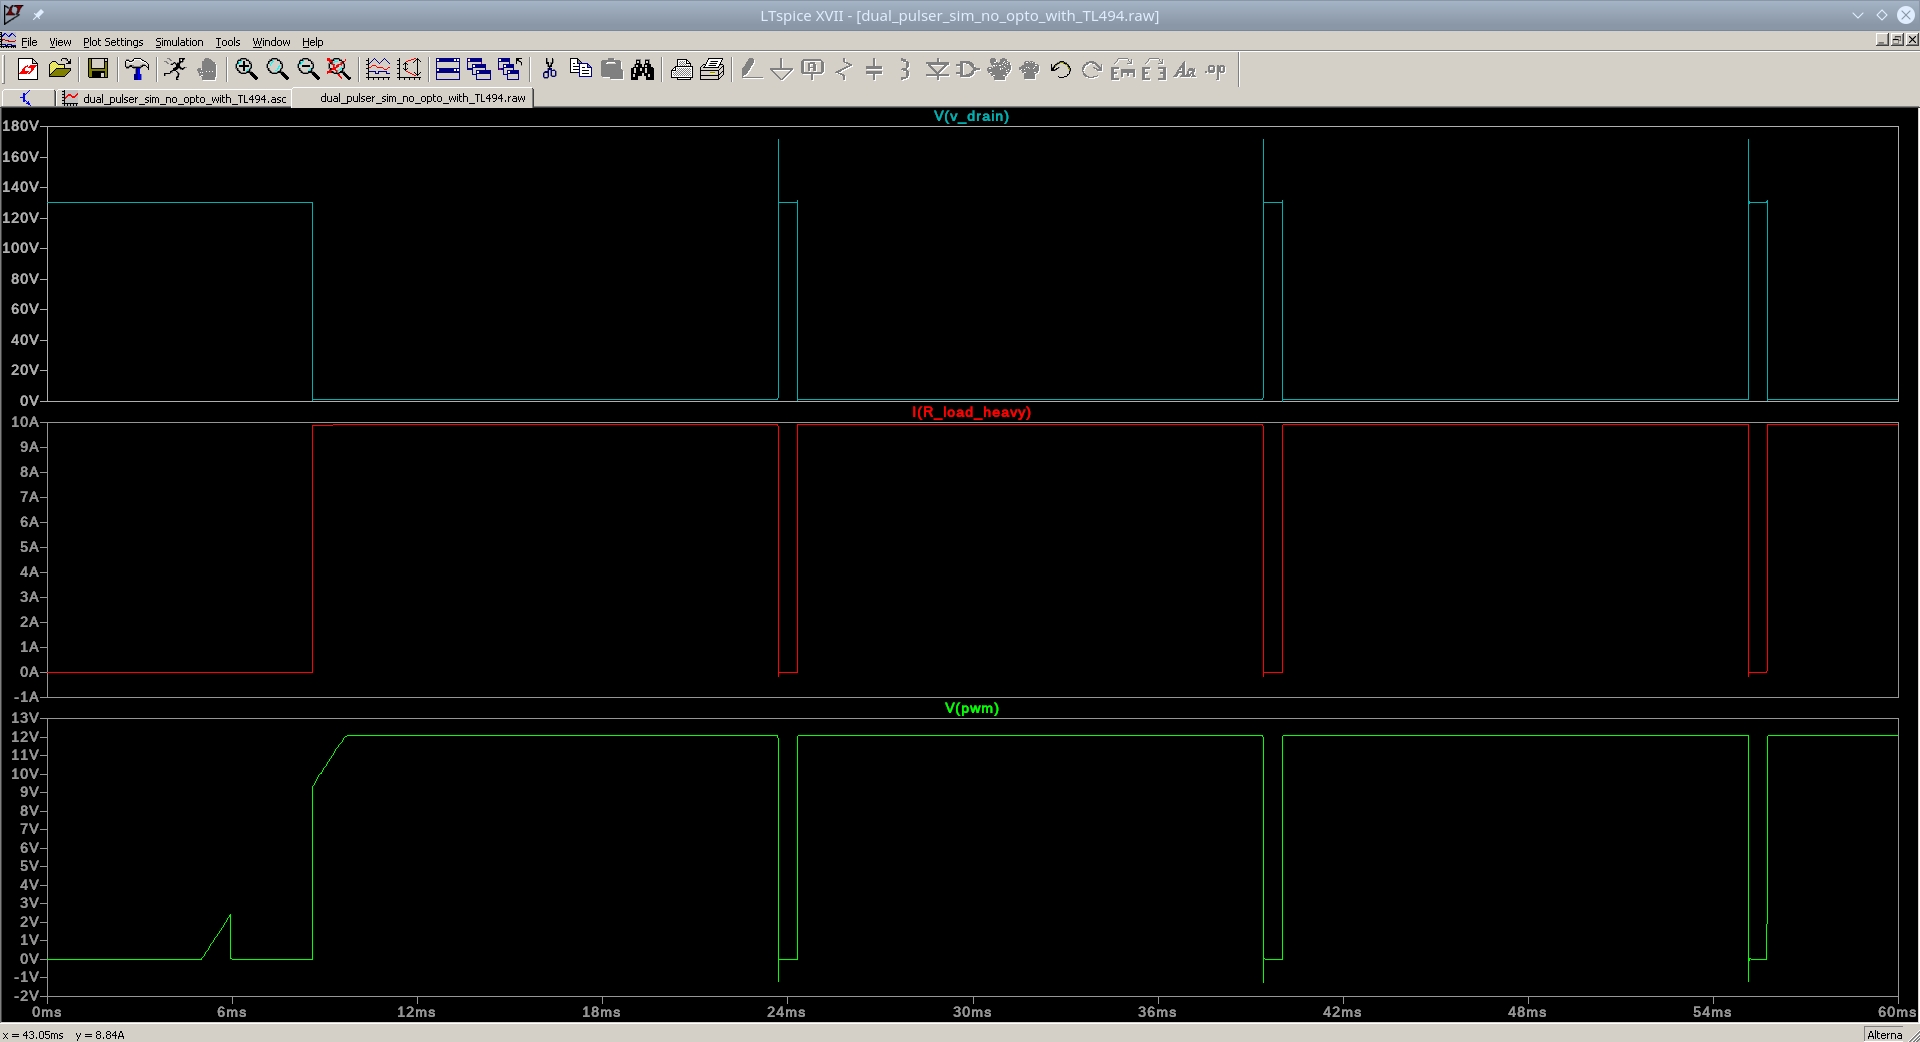 LTspice XVII - [dual_pulser_sim_no_opto_with_TL494.raw]
File View Plot Settings Simulation Tools Window Help
dual_pulser_sim_no_opto_with_TL494.asc dual_pulser_sim_no_opto_with_TL494.raw
V(v_drain)
180V
160V
140V
120V
100V
80V
60V
40V
20V
0V
I(R_load_heavy)
10A
9A
8A
7A
6A
5A
4A
3A
2A
1A
0A
-1A
V(pwm)
13V
12V
11V
10V
9V
8V
7V
6V
5V
4V
3V
2V
1V
0V
-1V
-2V
0ms 6ms 12ms 18ms 24ms 30ms 36ms 42ms 48ms 54ms 60ms
x = 43.05ms y = 8.84A Alterna